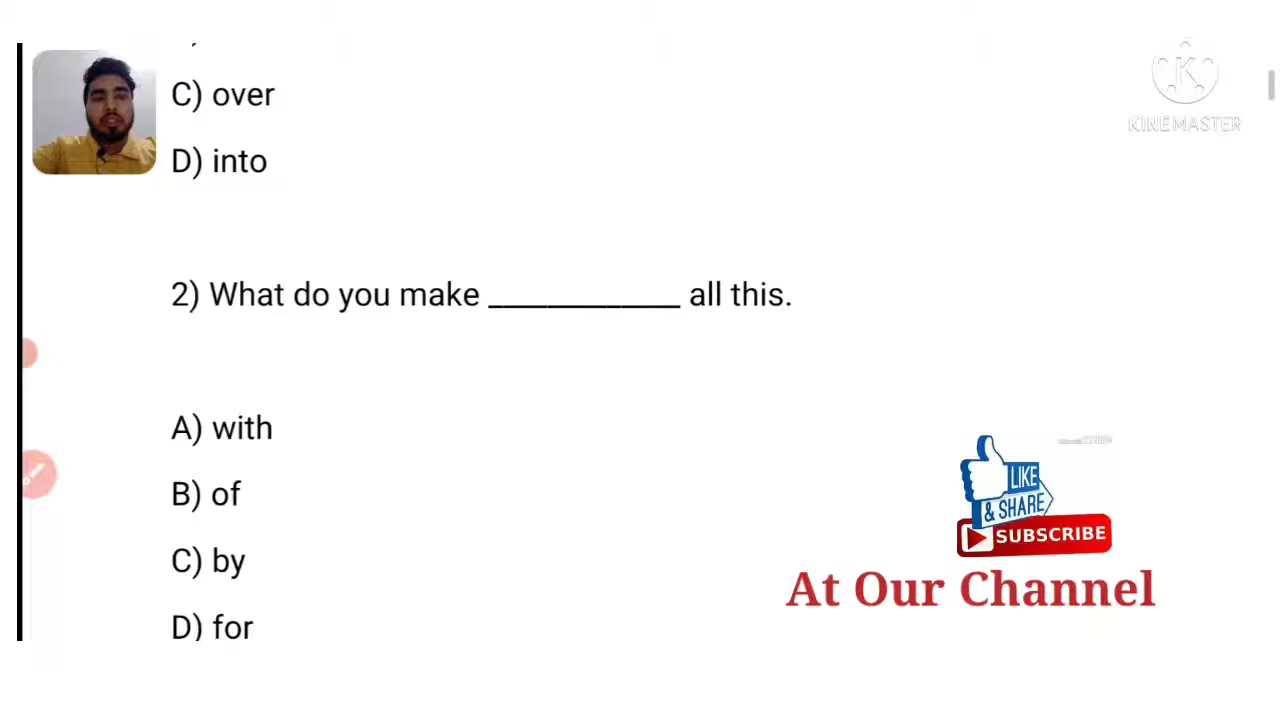 C) over
D) into
KINEMASTER
2) What do you make ____________ all this.
A) with
B) of
C) by
D) for
LIKE
& SHARE
SUBSCRIBE
At Our Channel